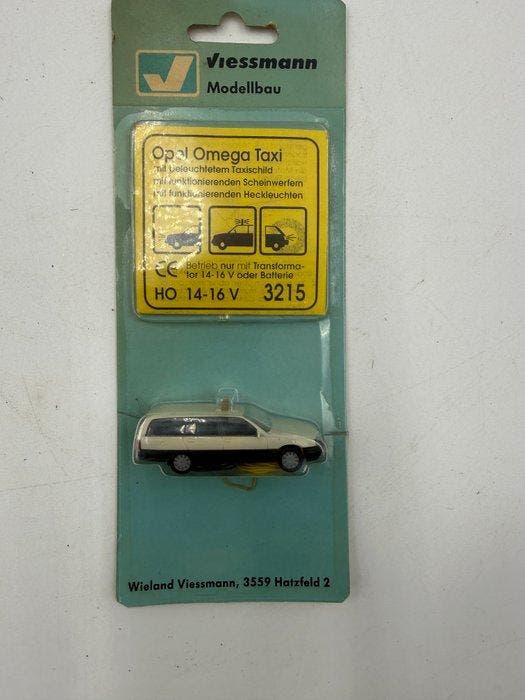 Viessmann
Modellbau
Opel Omega Taxi
mit beleuchtetem Taxischild
mit funktionierenden Scheinwerfern
mit funktionierenden Heckleuchten
CE Betrieb nur mit Transforma-
tor 14-16 V oder Batterie
HO 14-16 V 3215
Wieland Viessmann, 3559 Hatzfeld 2